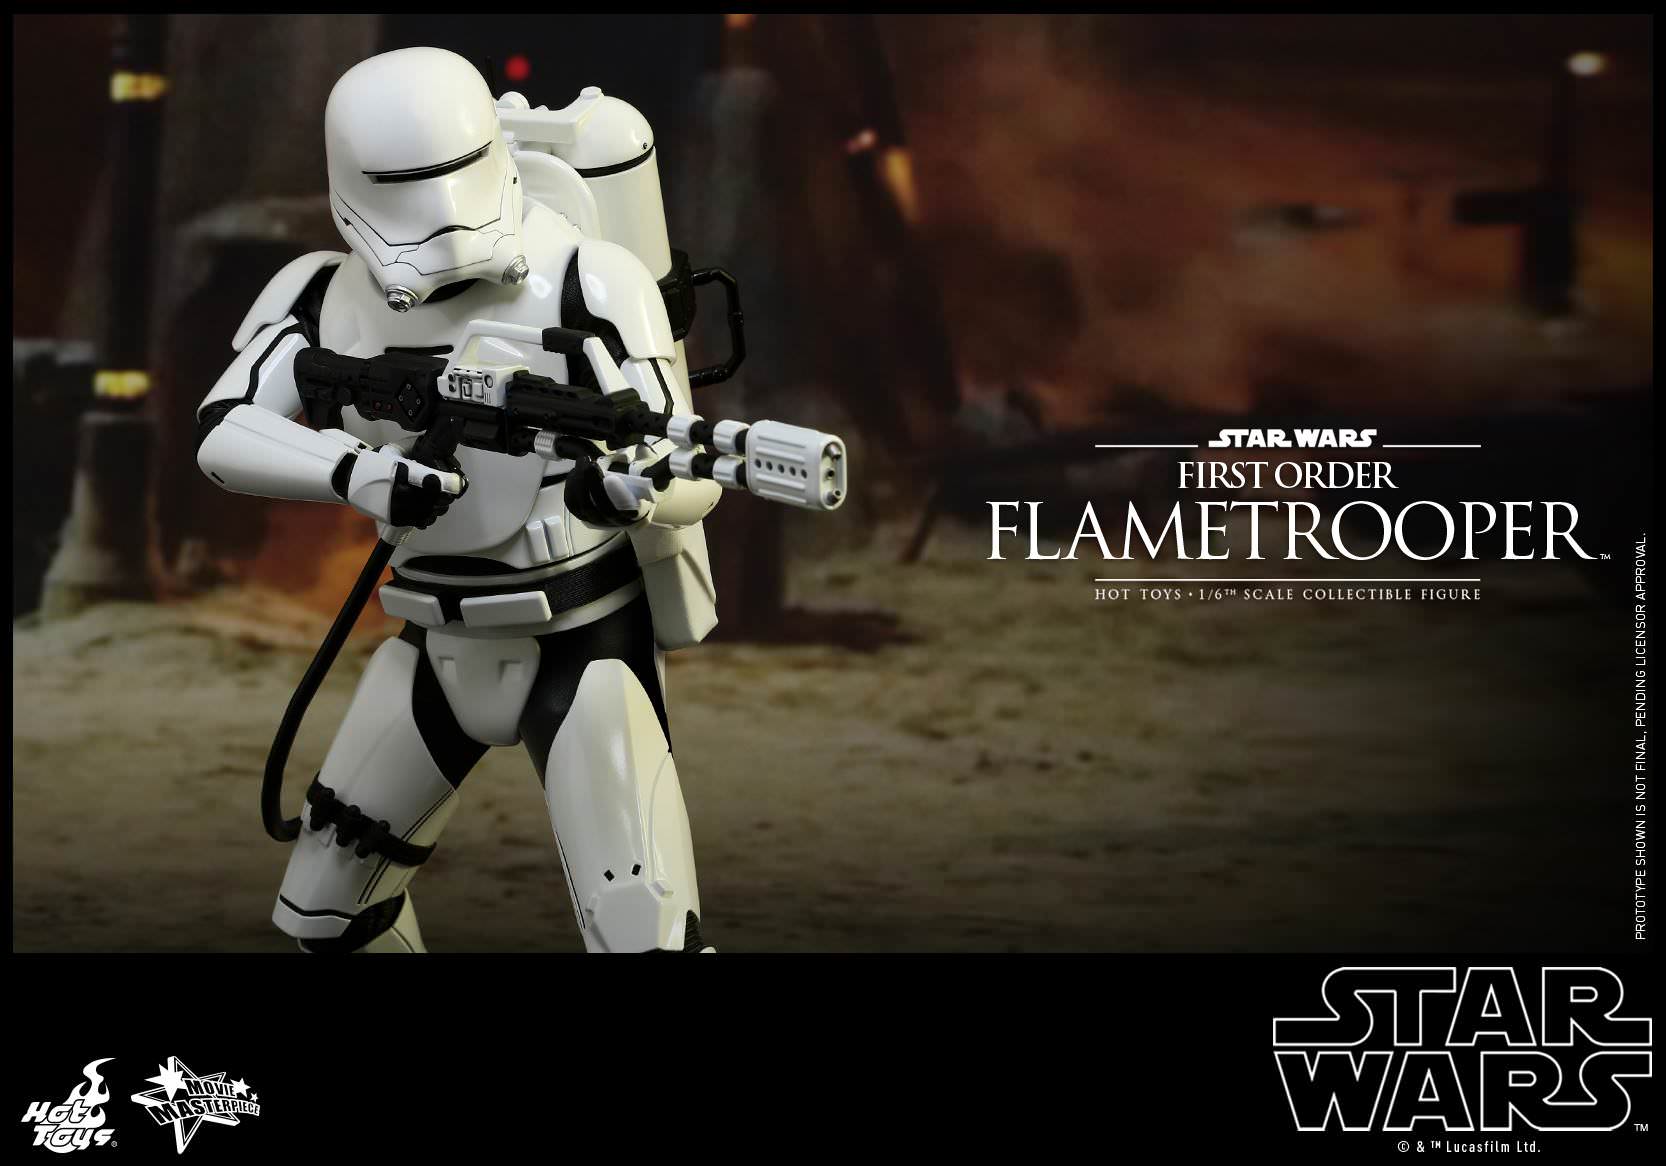 STAR WARS
FIRST ORDER
FLAMETROOPER™
HOT TOYS • 1/6TH SCALE COLLECTIBLE FIGURE
PROTOTYPE SHOWN IS NOT FINAL, PENDING LICENSOR APPROVAL.
Hot
Toys®
MOVIE
MASTERPIECE
STAR
WARS™
© & ™ Lucasfilm Ltd.